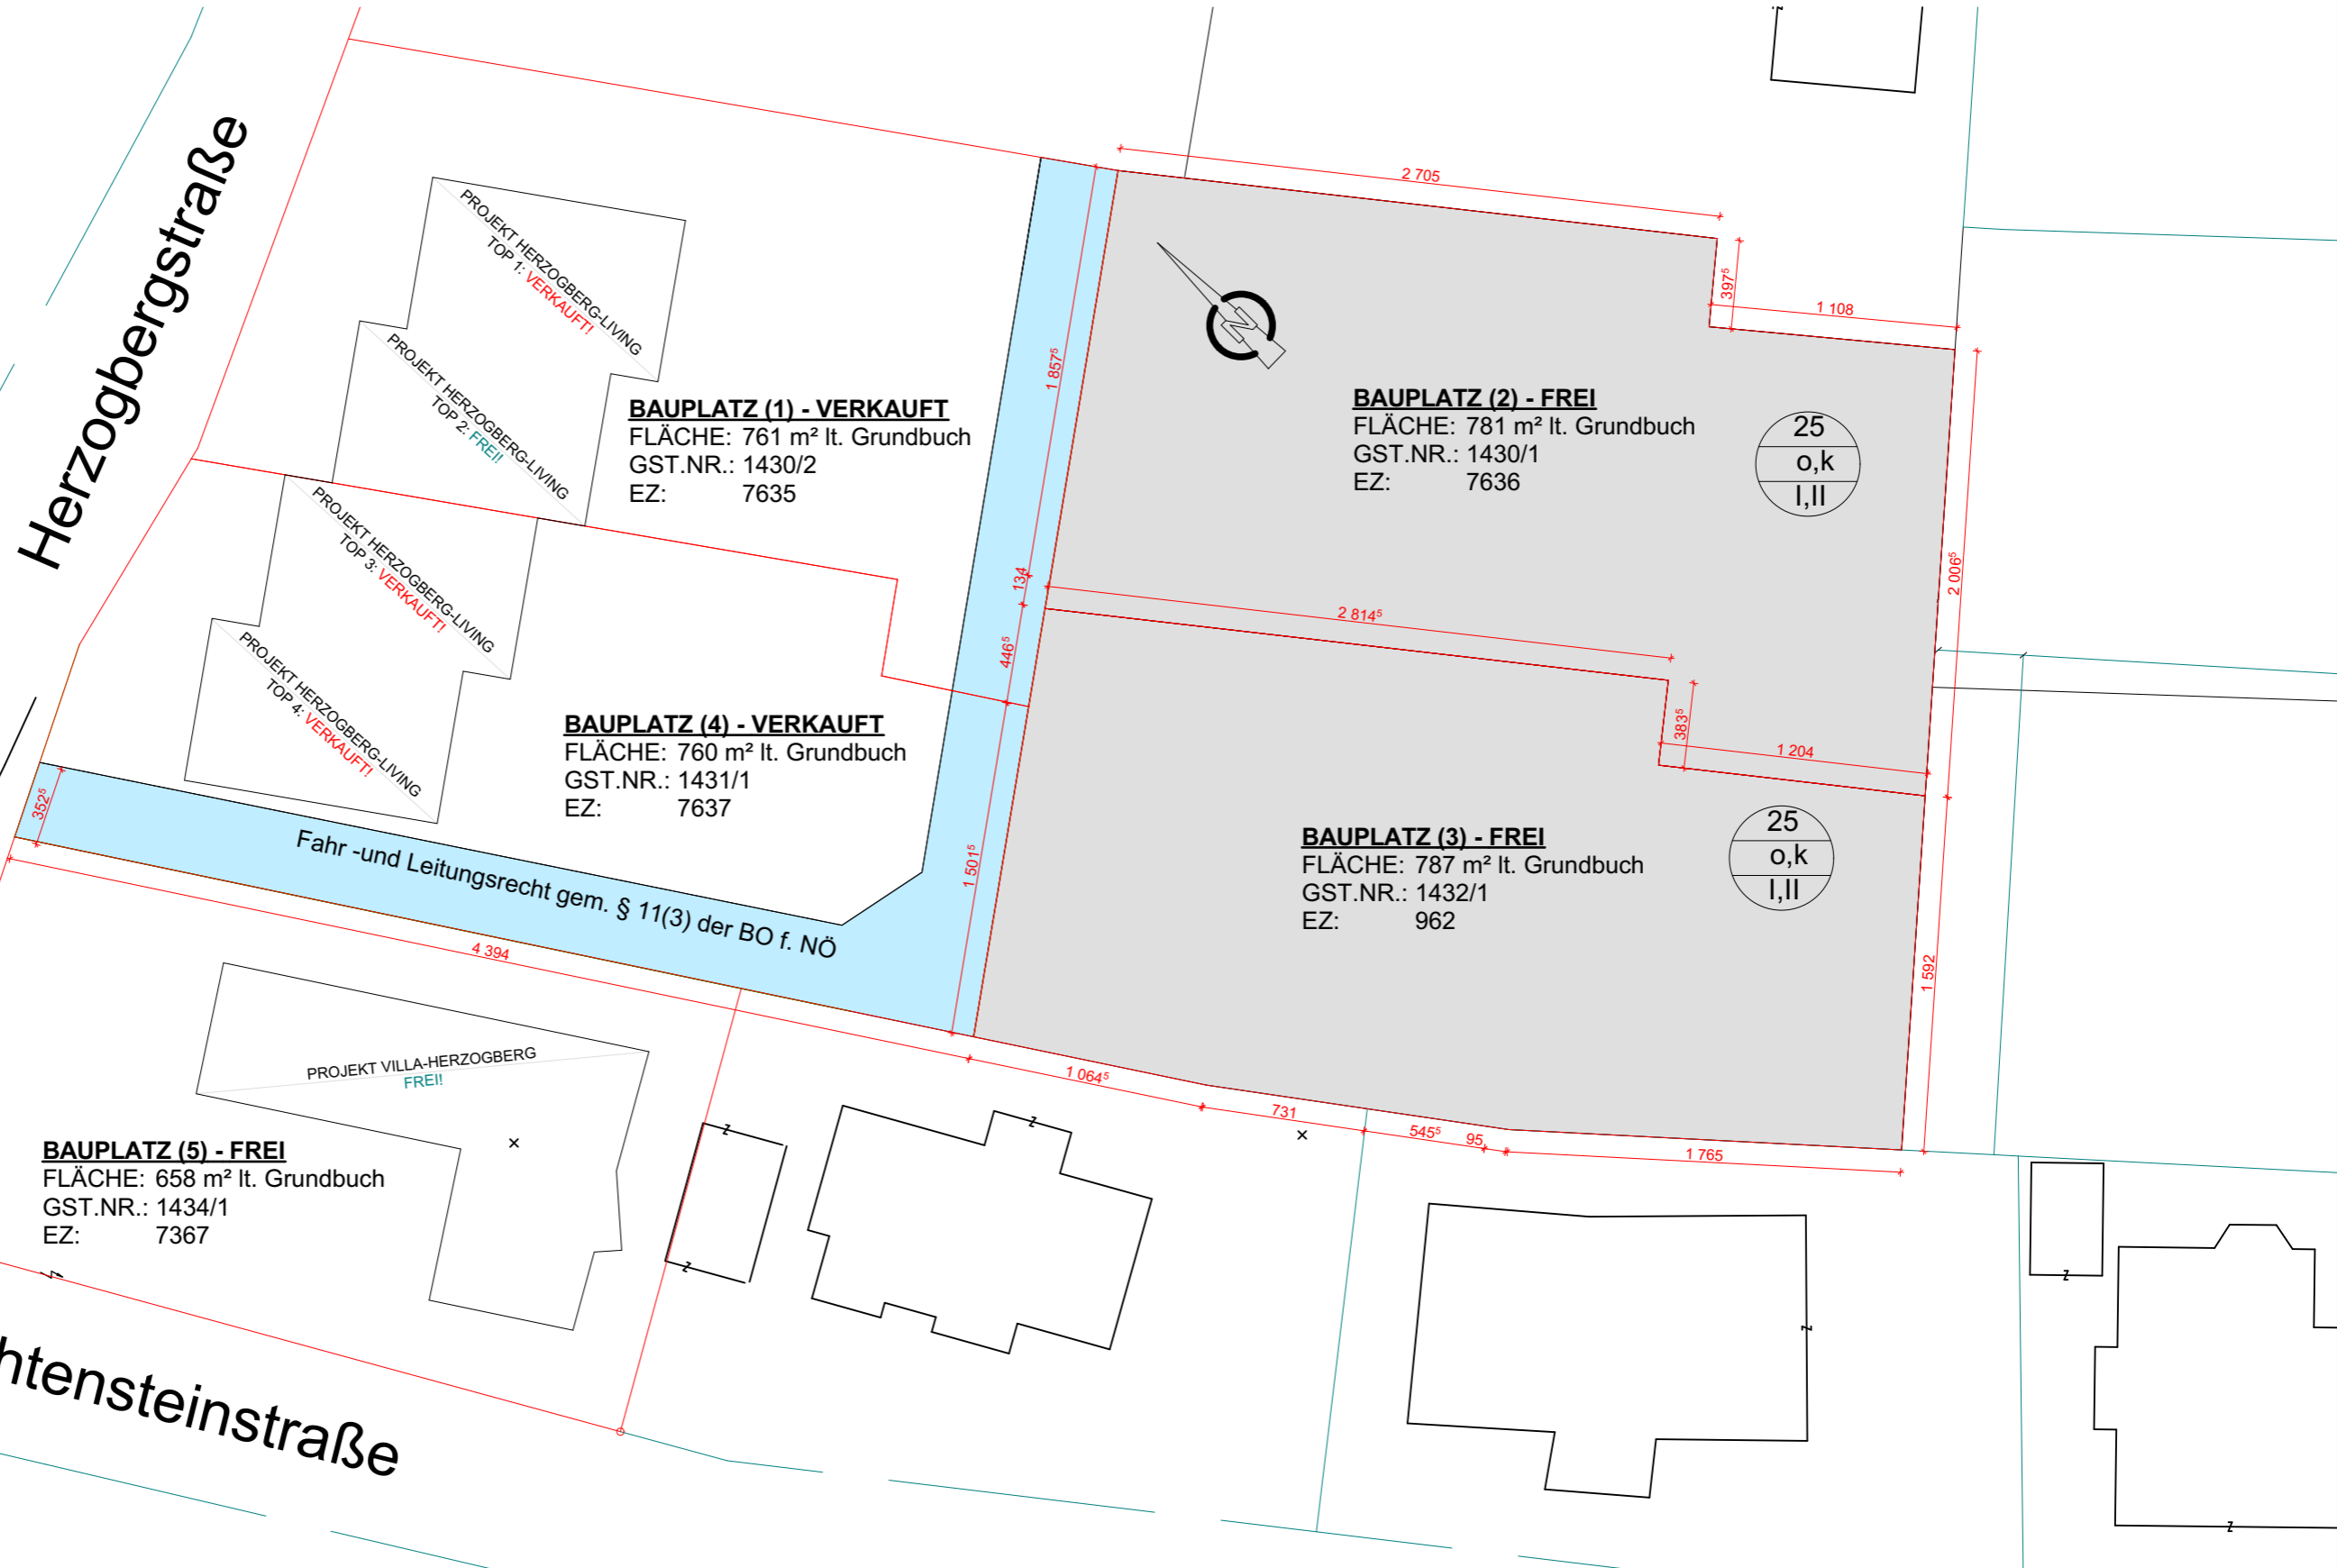 Herzogbergstraße
PROJEKT HERZOGBERG-LIVING
TOP 1: VERKAUFT!
PROJEKT HERZOGBERG-LIVING
TOP 2: FREI!
BAUPLATZ (1) - VERKAUFT
FLÄCHE: 761 m² lt. Grundbuch
GST.NR.: 1430/2
EZ: 7635
PROJEKT HERZOGBERG-LIVING
TOP 3: VERKAUFT!
PROJEKT HERZOGBERG-LIVING
TOP 4: VERKAUFT!
BAUPLATZ (4) - VERKAUFT
FLÄCHE: 760 m² lt. Grundbuch
GST.NR.: 1431/1
EZ: 7637
Fahr -und Leitungsrecht gem. § 11(3) der BO f. NÖ
352⁵
4 394
2 705
397⁵
1 108
1 857⁵
134
446⁵
1 501⁵
N
BAUPLATZ (2) - FREI
FLÄCHE: 781 m² lt. Grundbuch
GST.NR.: 1430/1
EZ: 7636
25
o,k
I,II
2 006⁵
2 814⁵
383⁵
1 204
BAUPLATZ (3) - FREI
FLÄCHE: 787 m² lt. Grundbuch
GST.NR.: 1432/1
EZ: 962
25
o,k
I,II
1 592
1 064⁵
731
545⁵
95
1 765
PROJEKT VILLA-HERZOGBERG
FREI!
BAUPLATZ (5) - FREI
FLÄCHE: 658 m² lt. Grundbuch
GST.NR.: 1434/1
EZ: 7367
htensteinstraße